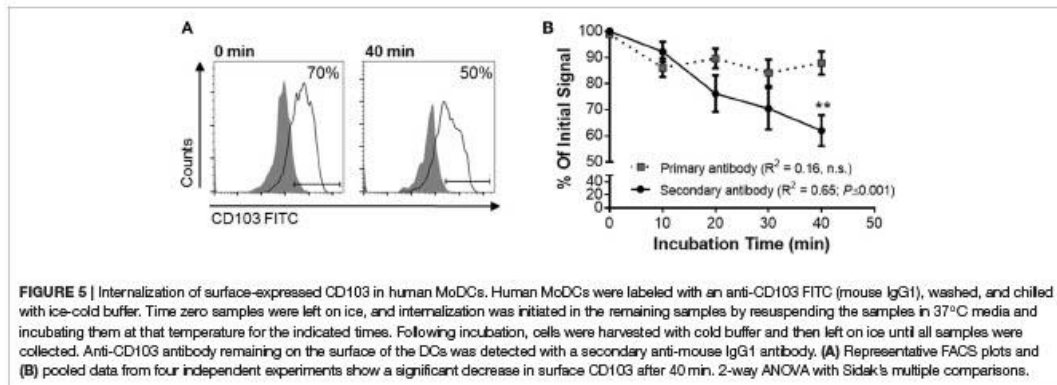 A
0 min
40 min
70%
50%
Counts
CD103 FITC
B
% Of Initial Signal
100
90
80
70
60
50
40
20
0
**
Primary antibody (R² = 0.16, n.s.)
Secondary antibody (R² = 0.65; P≤0.001)
0 10 20 30 40 50
Incubation Time (min)
FIGURE 5 | Internalization of surface-expressed CD103 in human MoDCs. Human MoDCs were labeled with an anti-CD103 FITC (mouse IgG1), washed, and chilled
with ice-cold buffer. Time zero samples were left on ice, and internalization was initiated in the remaining samples by resuspending the samples in 37°C media and
incubating them at that temperature for the indicated times. Following incubation, cells were harvested with cold buffer and then left on ice until all samples were
collected. Anti-CD103 antibody remaining on the surface of the DCs was detected with a secondary anti-mouse IgG1 antibody. (A) Representative FACS plots and
(B) pooled data from four independent experiments show a significant decrease in surface CD103 after 40 min. 2-way ANOVA with Sidak's multiple comparisons.